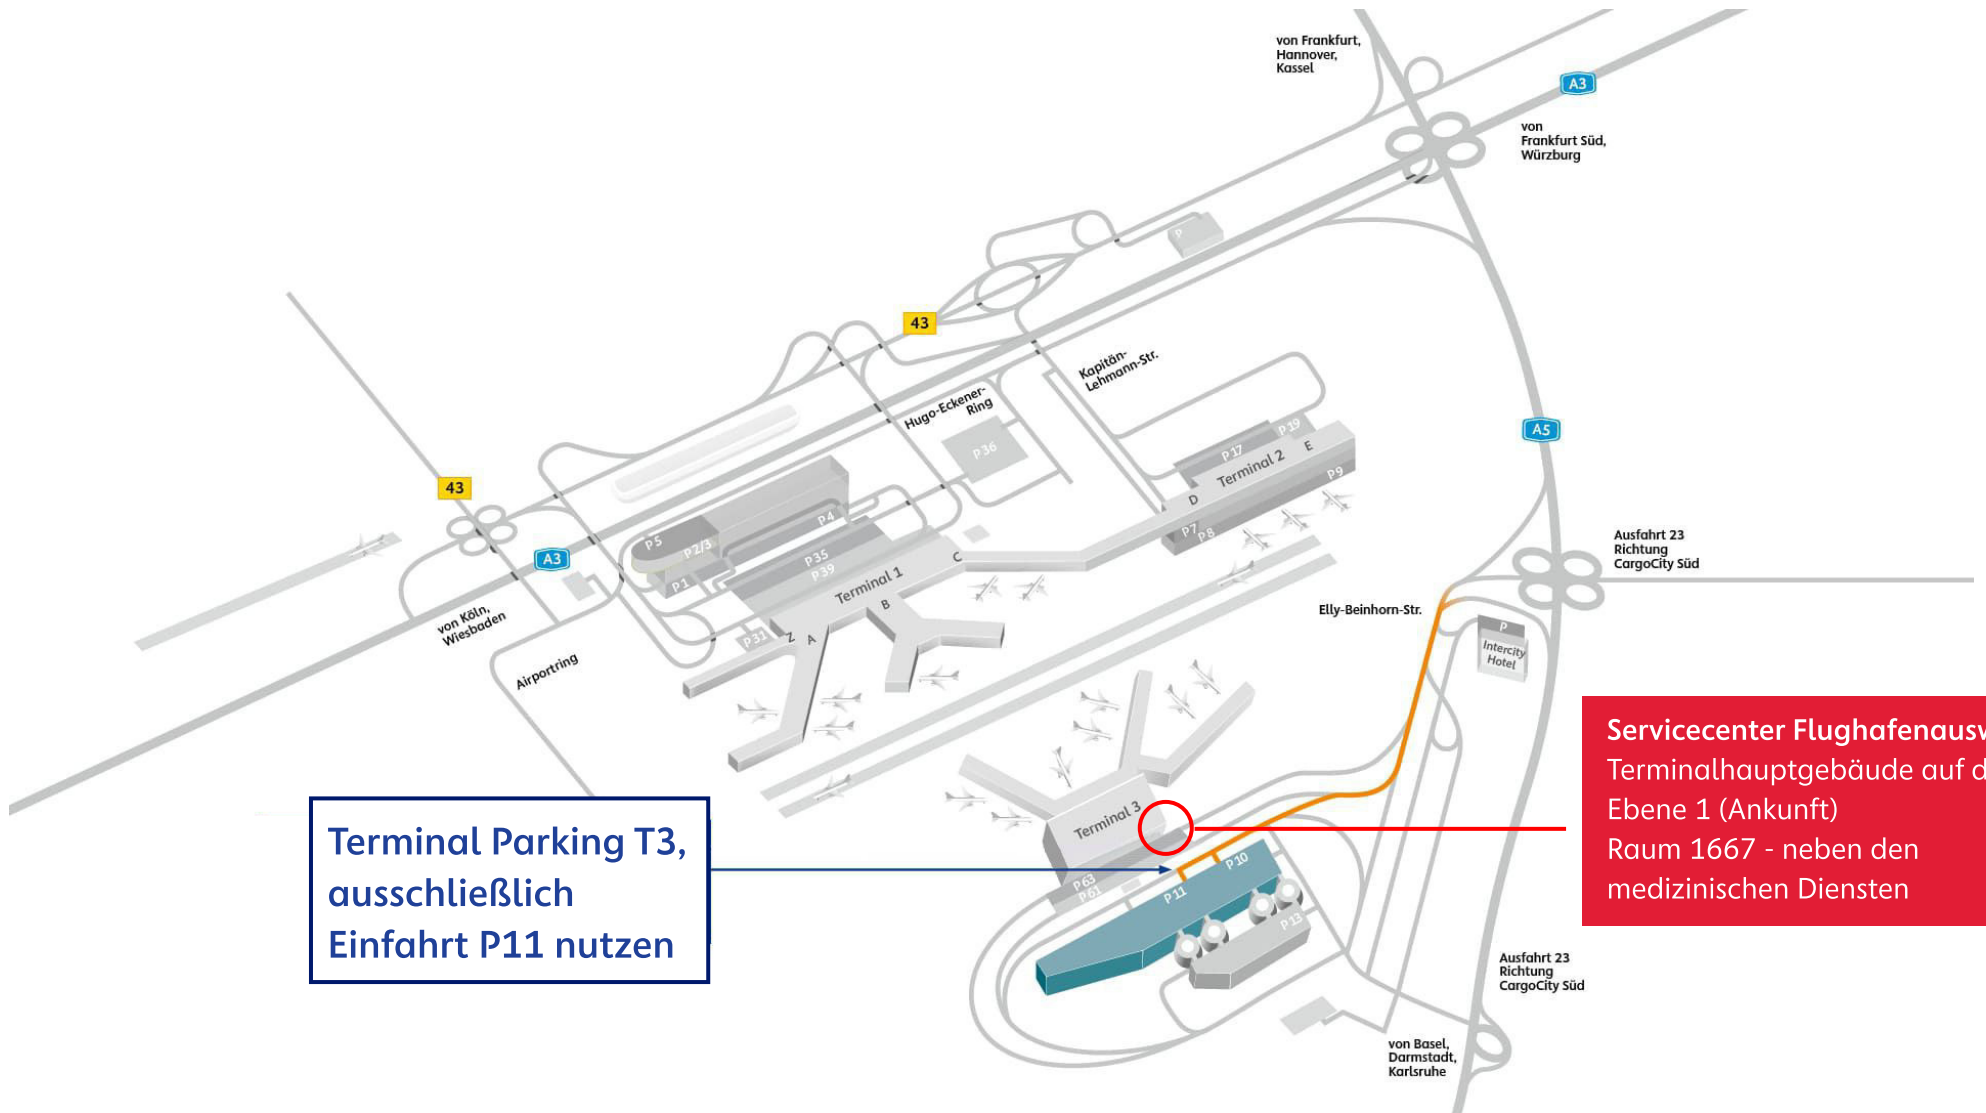 von Frankfurt,
Hannover,
Kassel
A3
von
Frankfurt Süd,
Würzburg
P
43
Kapitän-
Lehmann-Str.
Hugo-Eckener-
Ring
P36
P19
P17
Terminal 2
E
D
P9
P7
P8
A5
43
A3
P5
P2/3
P4
P1
P35
P39
Terminal 1
C
B
Z
A
P31
von Köln,
Wiesbaden
Airportring
Ausfahrt 23
Richtung
CargoCity Süd
Elly-Beinhorn-Str.
P
Intercity
Hotel
Servicecenter Flughafenausw
Terminalhauptgebäude auf d
Ebene 1 (Ankunft)
Raum 1667 - neben den
medizinischen Diensten
Terminal Parking T3,
ausschließlich
Einfahrt P11 nutzen
Terminal 3
P63
P61
P10
P11
P13
Ausfahrt 23
Richtung
CargoCity Süd
von Basel,
Darmstadt,
Karlsruhe